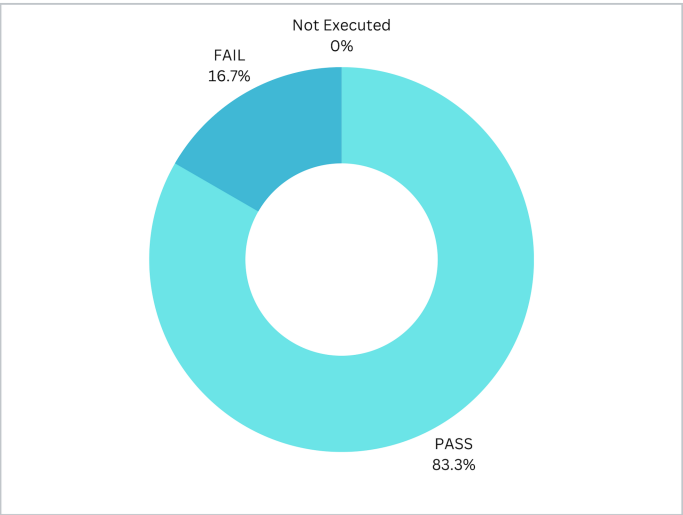 Not Executed
0%
FAIL
16.7%
PASS
83.3%